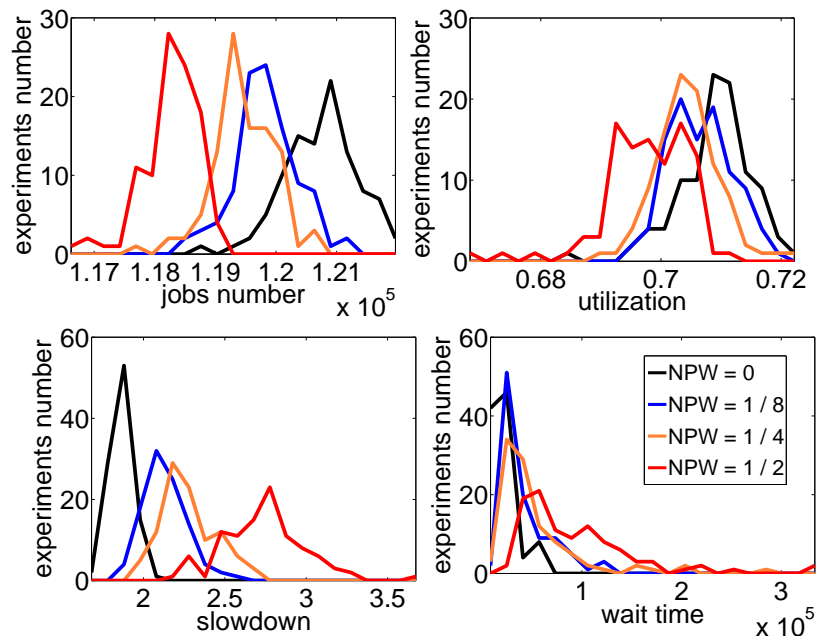 30
20
10
0
experiments number
1.17 1.18 1.19 1.2 1.21
jobs number
x 10^5
30
20
10
0
experiments number
0.68 0.7 0.72
utilization
60
40
20
0
experiments number
2 2.5 3 3.5
slowdown
60
40
20
0
experiments number
NPW = 0
NPW = 1 / 8
NPW = 1 / 4
NPW = 1 / 2
1 2 3
wait time
x 10^5